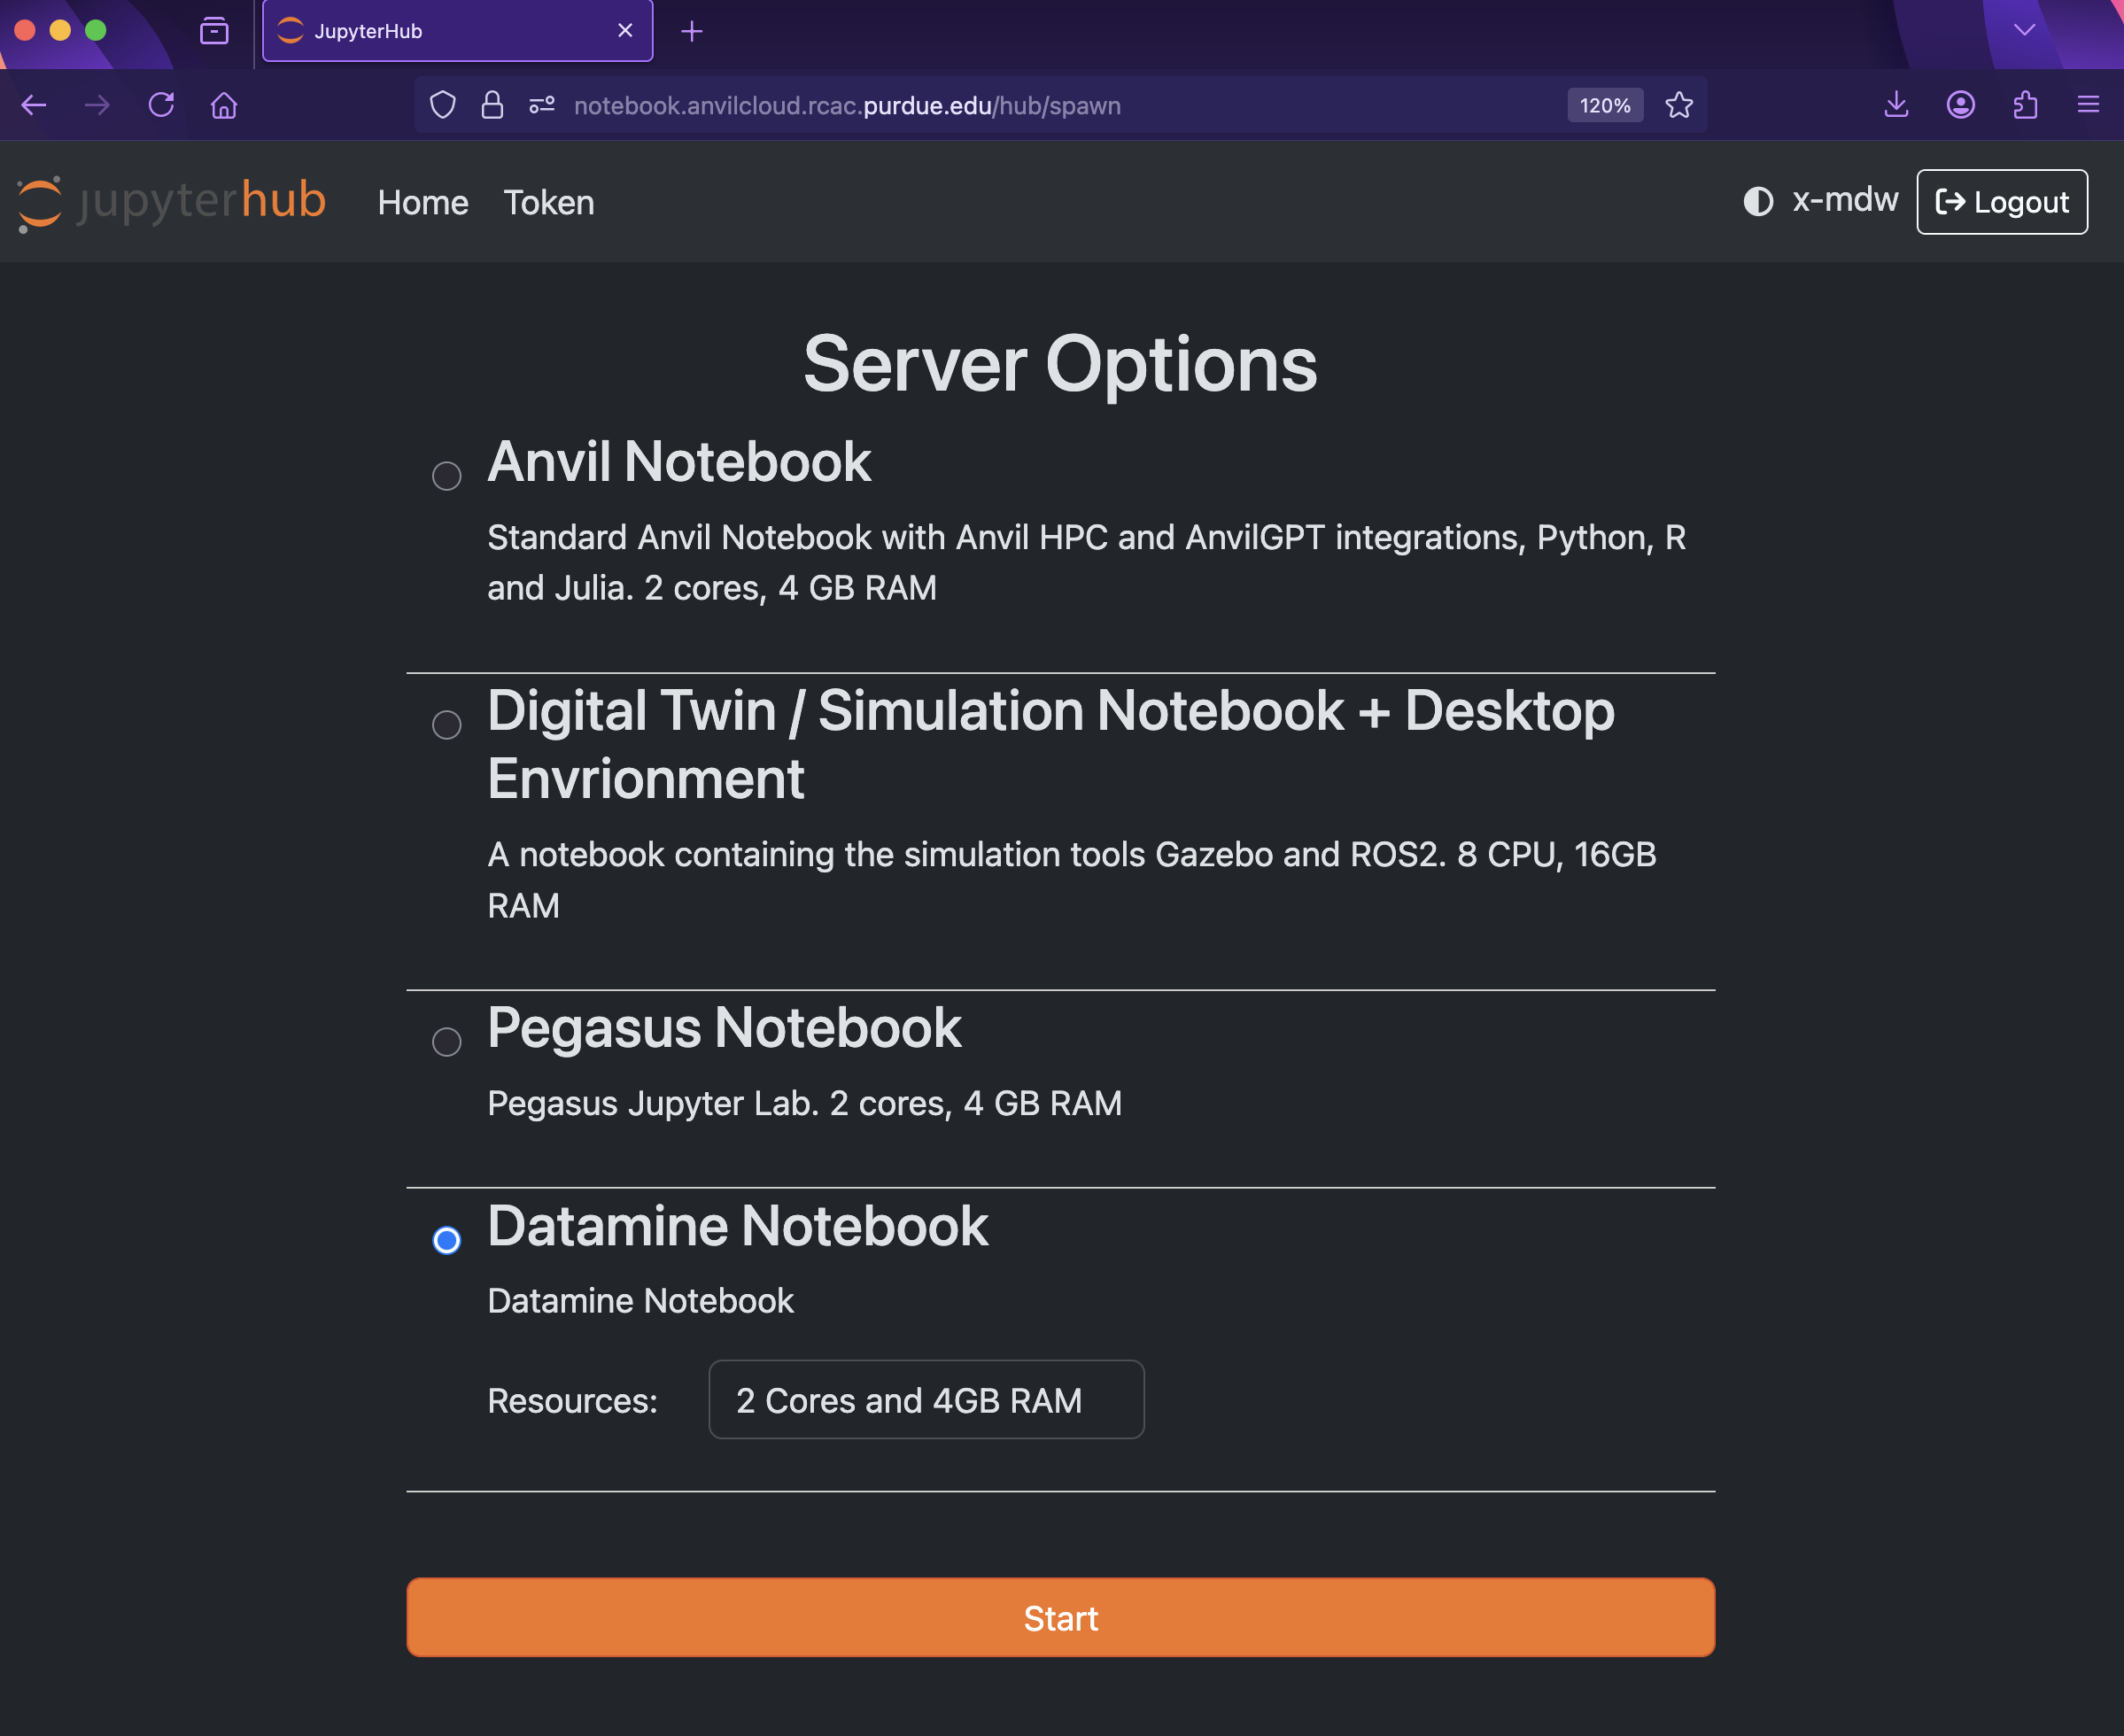 JupyterHub
notebook.anvilcloud.rcac.purdue.edu/hub/spawn
120%
jupyterhub
Home
Token
x-mdw
Logout
Server Options
Anvil Notebook
Standard Anvil Notebook with Anvil HPC and AnvilGPT integrations, Python, R
and Julia. 2 cores, 4 GB RAM
Digital Twin / Simulation Notebook + Desktop
Envrionment
A notebook containing the simulation tools Gazebo and ROS2. 8 CPU, 16GB
RAM
Pegasus Notebook
Pegasus Jupyter Lab. 2 cores, 4 GB RAM
Datamine Notebook
Datamine Notebook
Resources:
2 Cores and 4GB RAM
Start